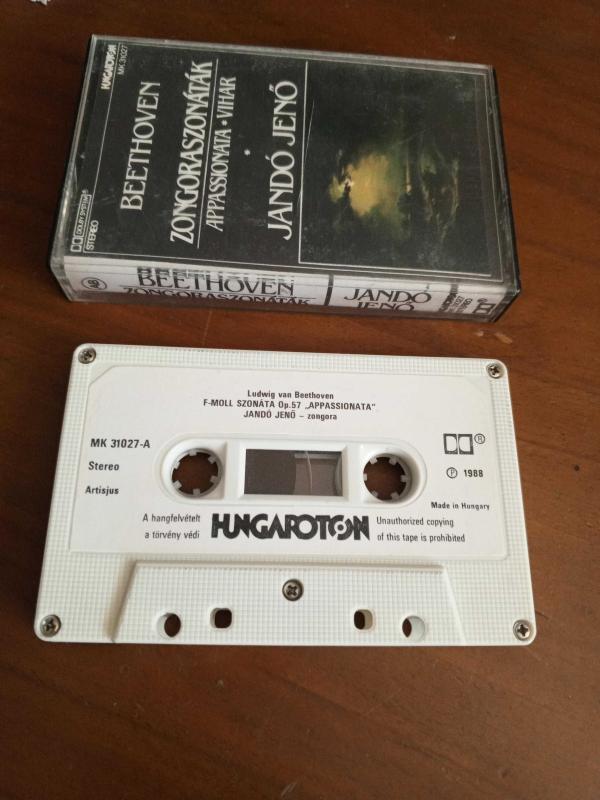 HUNGAROTON
MK 31027
BEETHOVEN
ZONGORASZONÁTÁK
APPASSIONATA • VIHAR
JANDÓ JENŐ
DOLBY SYSTEM®
STEREO
BEETHOVEN
ZONGORASZONÁTÁK
JANDÓ
JENŐ
Ludwig van Beethoven
F-MOLL SZONÁTA Op.57 „APPASSIONATA”
JANDÓ JENŐ – zongora
MK 31027-A
Stereo
Artisjus
®
Ⓟ 1988
Made in Hungary
A hangfelvételt
a törvény védi
HUNGAROTON
Unauthorized copying
of this tape is prohibited